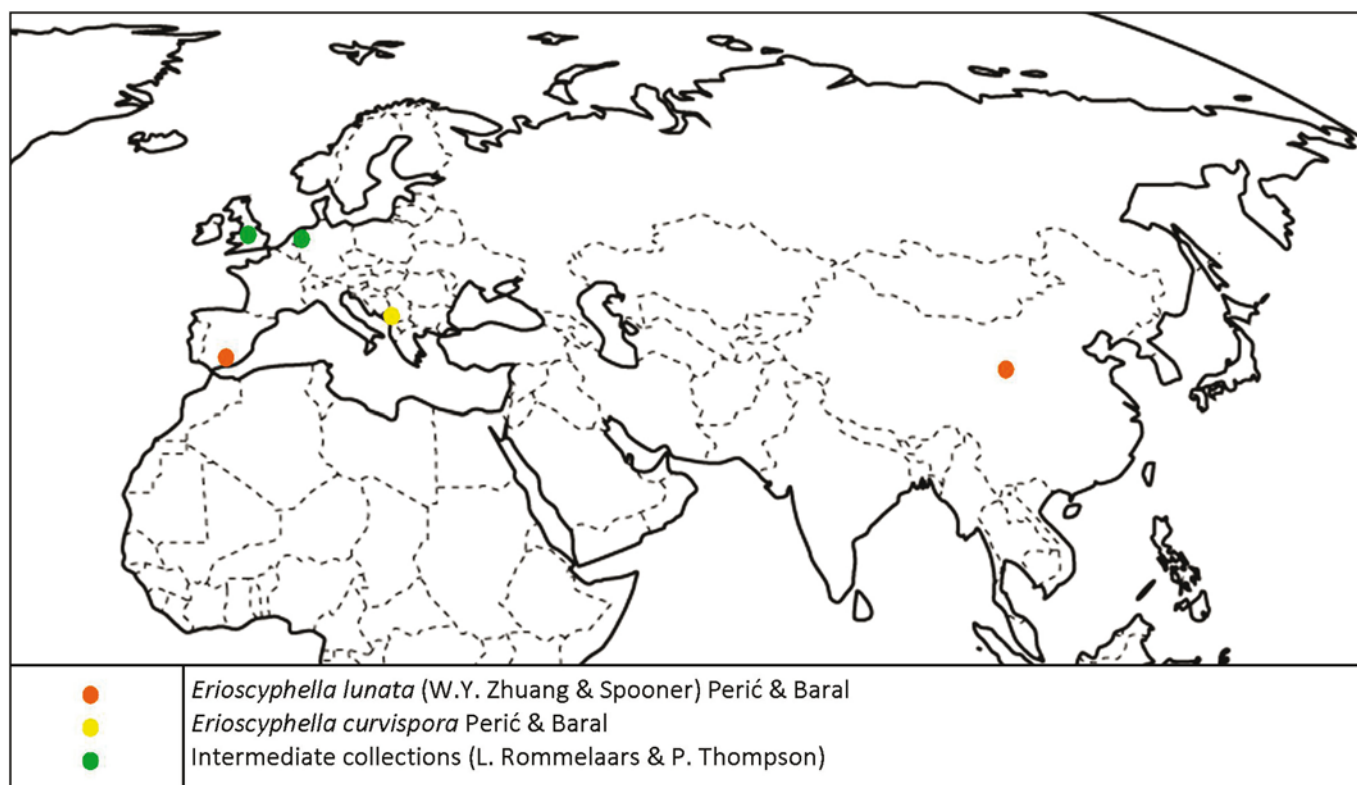 Erioscyphella lunata (W.Y. Zhuang & Spooner) Perić & Baral
Erioscyphella curvispora Perić & Baral
Intermediate collections (L. Rommelaars & P. Thompson)